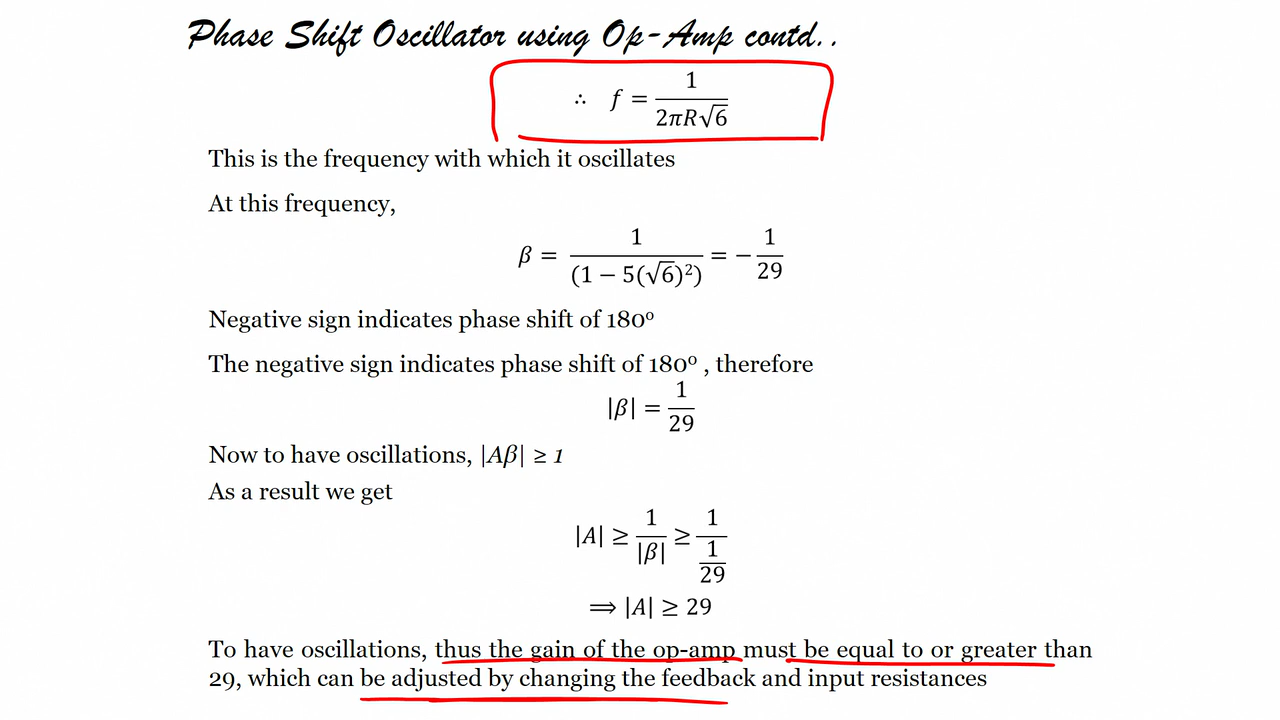 Phase Shift Oscillator using Op-Amp contd..
∴ f = 1/(2πR√6)
This is the frequency with which it oscillates
At this frequency,
β = 1/((1 − 5(√6)²)) = −1/29
Negative sign indicates phase shift of 180⁰
The negative sign indicates phase shift of 180⁰ , therefore
|β| = 1/29
Now to have oscillations, |Aβ| ≥ 1
As a result we get
|A| ≥ 1/|β| ≥ 1/(1/29)
⟹ |A| ≥ 29
To have oscillations, thus the gain of the op-amp must be equal to or greater than
29, which can be adjusted by changing the feedback and input resistances